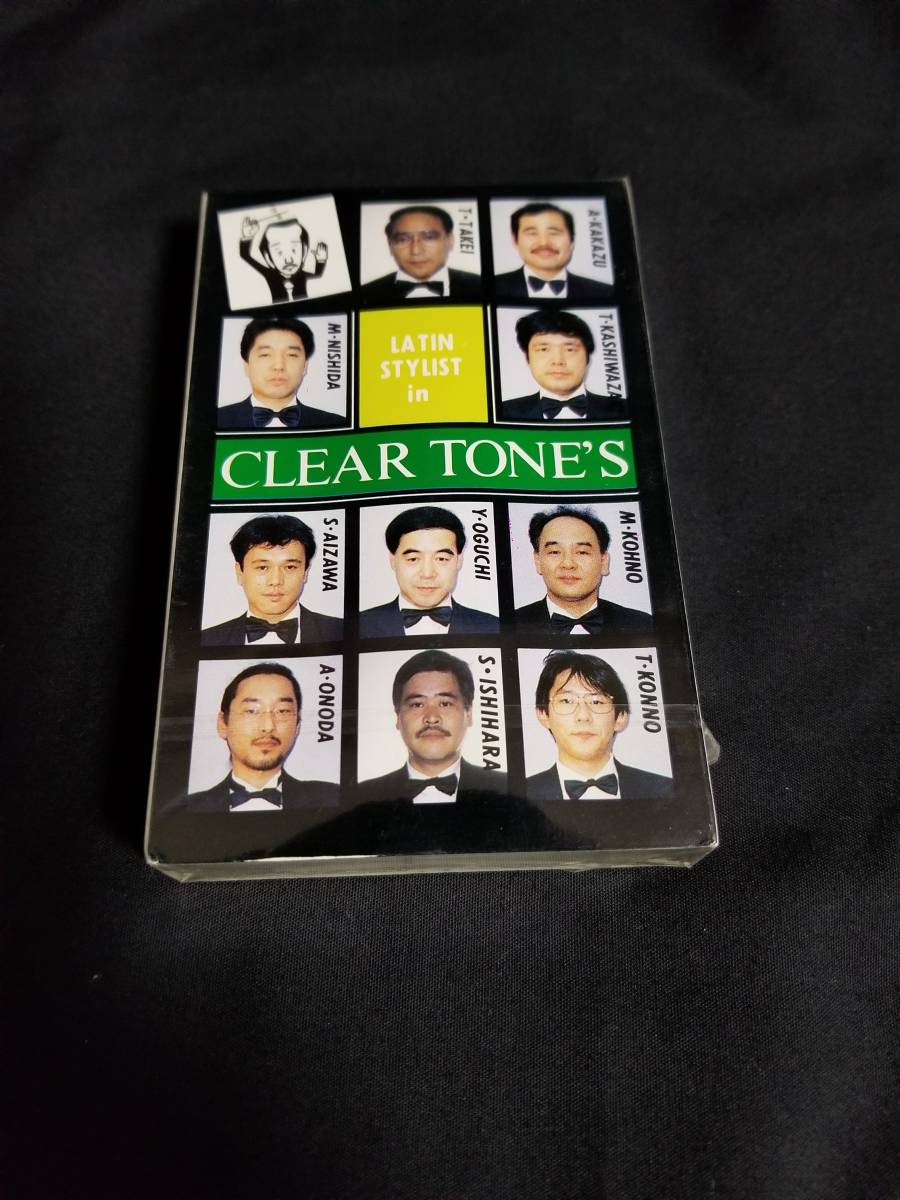 T・TAKEI
A・KAKAZU
M・NISHIDA
LATIN
STYLIST
in
T・KASHIWAZA
CLEAR TONE'S
S・AIZAWA
Y・OGUCHI
M・KOHNO
A・ONODA
S・ISHIHARA
T・KONNO